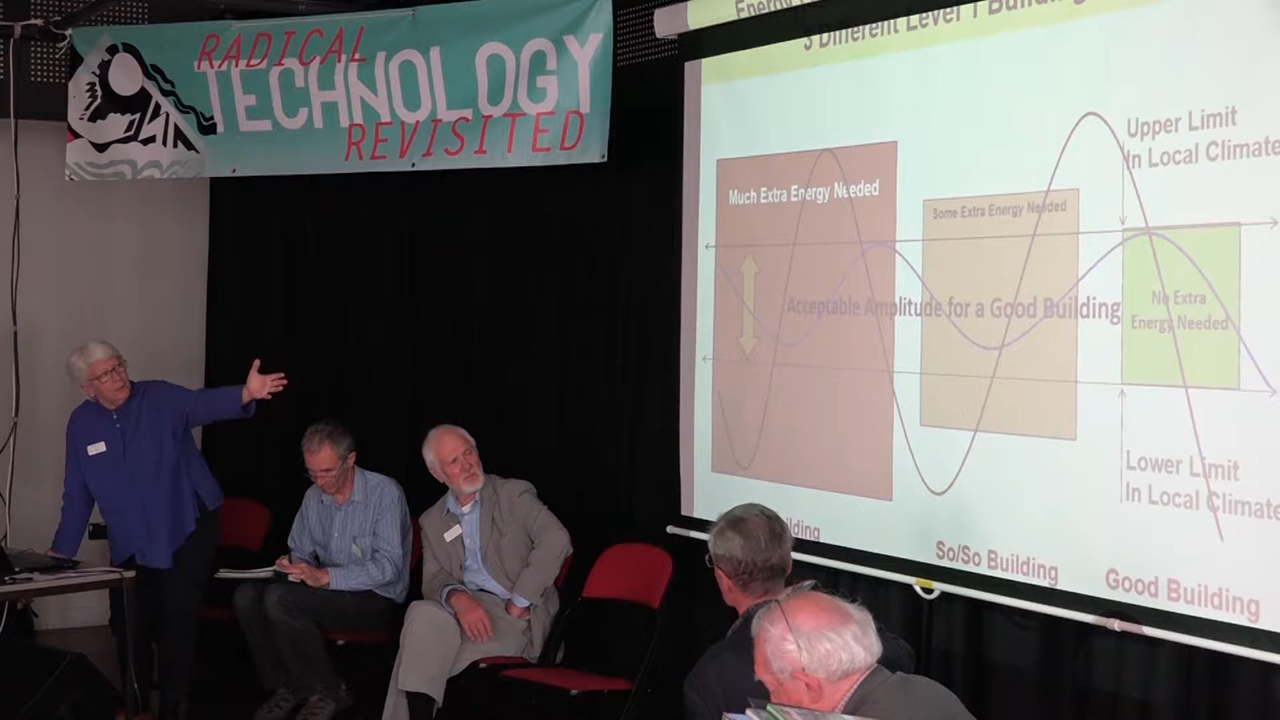 RADICAL
TECHNOLOGY
REVISITED
Energy
3 Different Level 1 Building
Upper Limit
In Local Climate
Much Extra Energy Needed
Some Extra Energy Needed
Acceptable Amplitude for a Good Building
No Extra
Energy Needed
Lower Limit
In Local Climate
So/So Building
Good Building